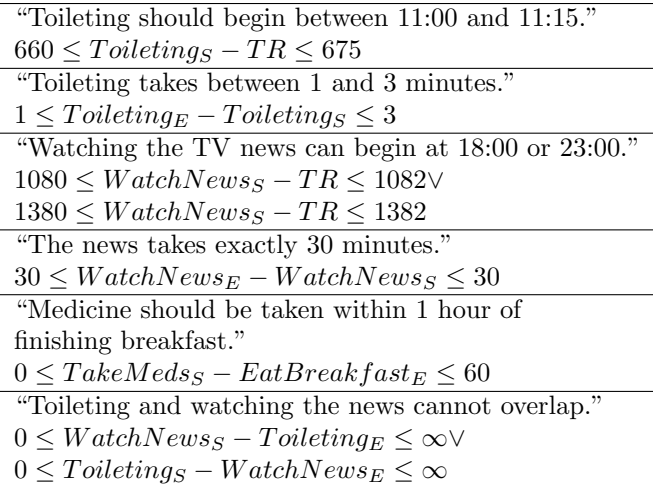 “Toileting should begin between 11:00 and 11:15.”
660 ≤ Toileting_S − TR ≤ 675
“Toileting takes between 1 and 3 minutes.”
1 ≤ Toileting_E − Toileting_S ≤ 3
“Watching the TV news can begin at 18:00 or 23:00.”
1080 ≤ WatchNews_S − TR ≤ 1082∨
1380 ≤ WatchNews_S − TR ≤ 1382
“The news takes exactly 30 minutes.”
30 ≤ WatchNews_E − WatchNews_S ≤ 30
“Medicine should be taken within 1 hour of
finishing breakfast.”
0 ≤ TakeMeds_S − EatBreakfast_E ≤ 60
“Toileting and watching the news cannot overlap.”
0 ≤ WatchNews_S − Toileting_E ≤ ∞∨
0 ≤ Toileting_S − WatchNews_E ≤ ∞